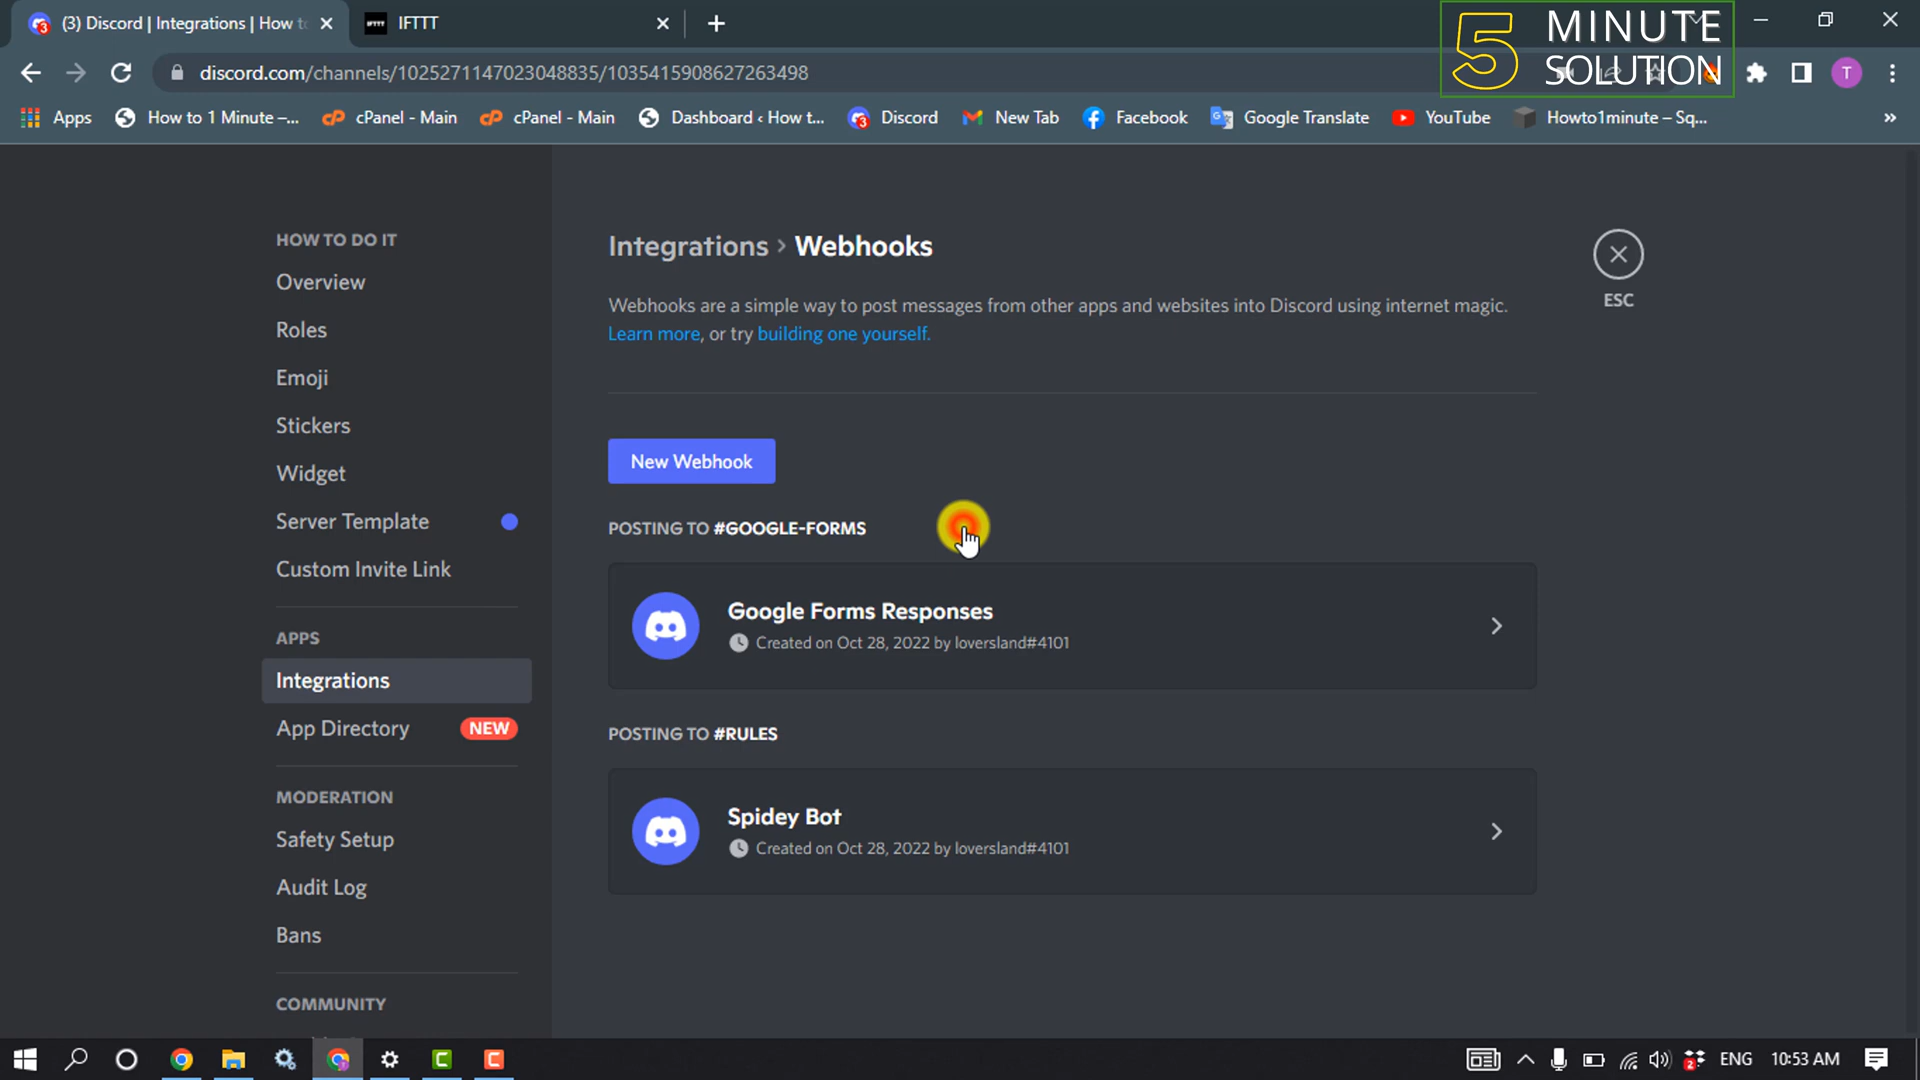 (3) Discord | Integrations | How to
IFTTT
5 MINUTE
SOLUTION
discord.com/channels/1025271147023048835/1035415908627263498
T
Apps
How to 1 Minute –...
cPanel - Main
cPanel - Main
Dashboard ‹ How t...
Discord
New Tab
Facebook
Google Translate
YouTube
Howto1minute – Sq...
»
HOW TO DO IT
Overview
Roles
Emoji
Stickers
Widget
Server Template
Custom Invite Link
APPS
Integrations
App Directory NEW
MODERATION
Safety Setup
Audit Log
Bans
COMMUNITY
Integrations > Webhooks
ESC
Webhooks are a simple way to post messages from other apps and websites into Discord using internet magic.
Learn more, or try building one yourself.
New Webhook
POSTING TO #GOOGLE-FORMS
Google Forms Responses
Created on Oct 28, 2022 by loversland#4101
POSTING TO #RULES
Spidey Bot
Created on Oct 28, 2022 by loversland#4101
ENG
10:53 AM